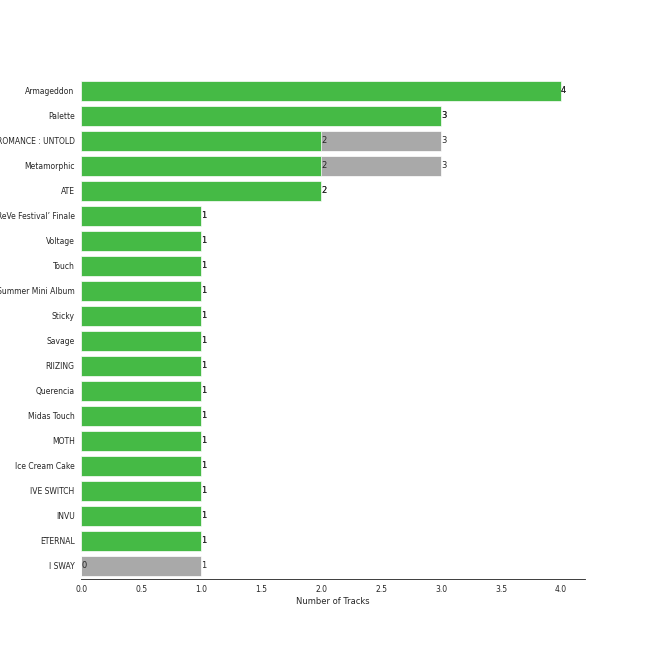 Armageddon 4
Palette 3
ROMANCE : UNTOLD 2 3
Metamorphic 2 3
ATE 2
ReVe Festival’ Finale 1
Voltage 1
Touch 1
Summer Mini Album 1
Sticky 1
Savage 1
RIIZING 1
Querencia 1
Midas Touch 1
MOTH 1
Ice Cream Cake 1
IVE SWITCH 1
INVU 1
ETERNAL 1
I SWAY 0 1
0.0 0.5 1.0 1.5 2.0 2.5 3.0 3.5 4.0
Number of Tracks